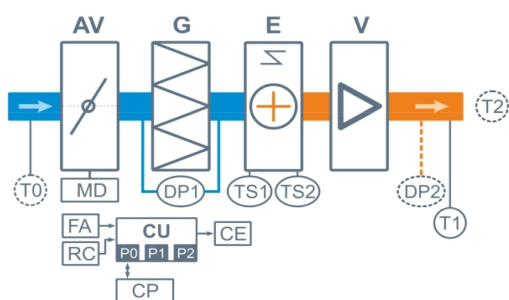 AV G E V
T2
T0 MD DP1 TS1 TS2 DP2
T1
FA CU CE
RC P0 P1 P2
CP